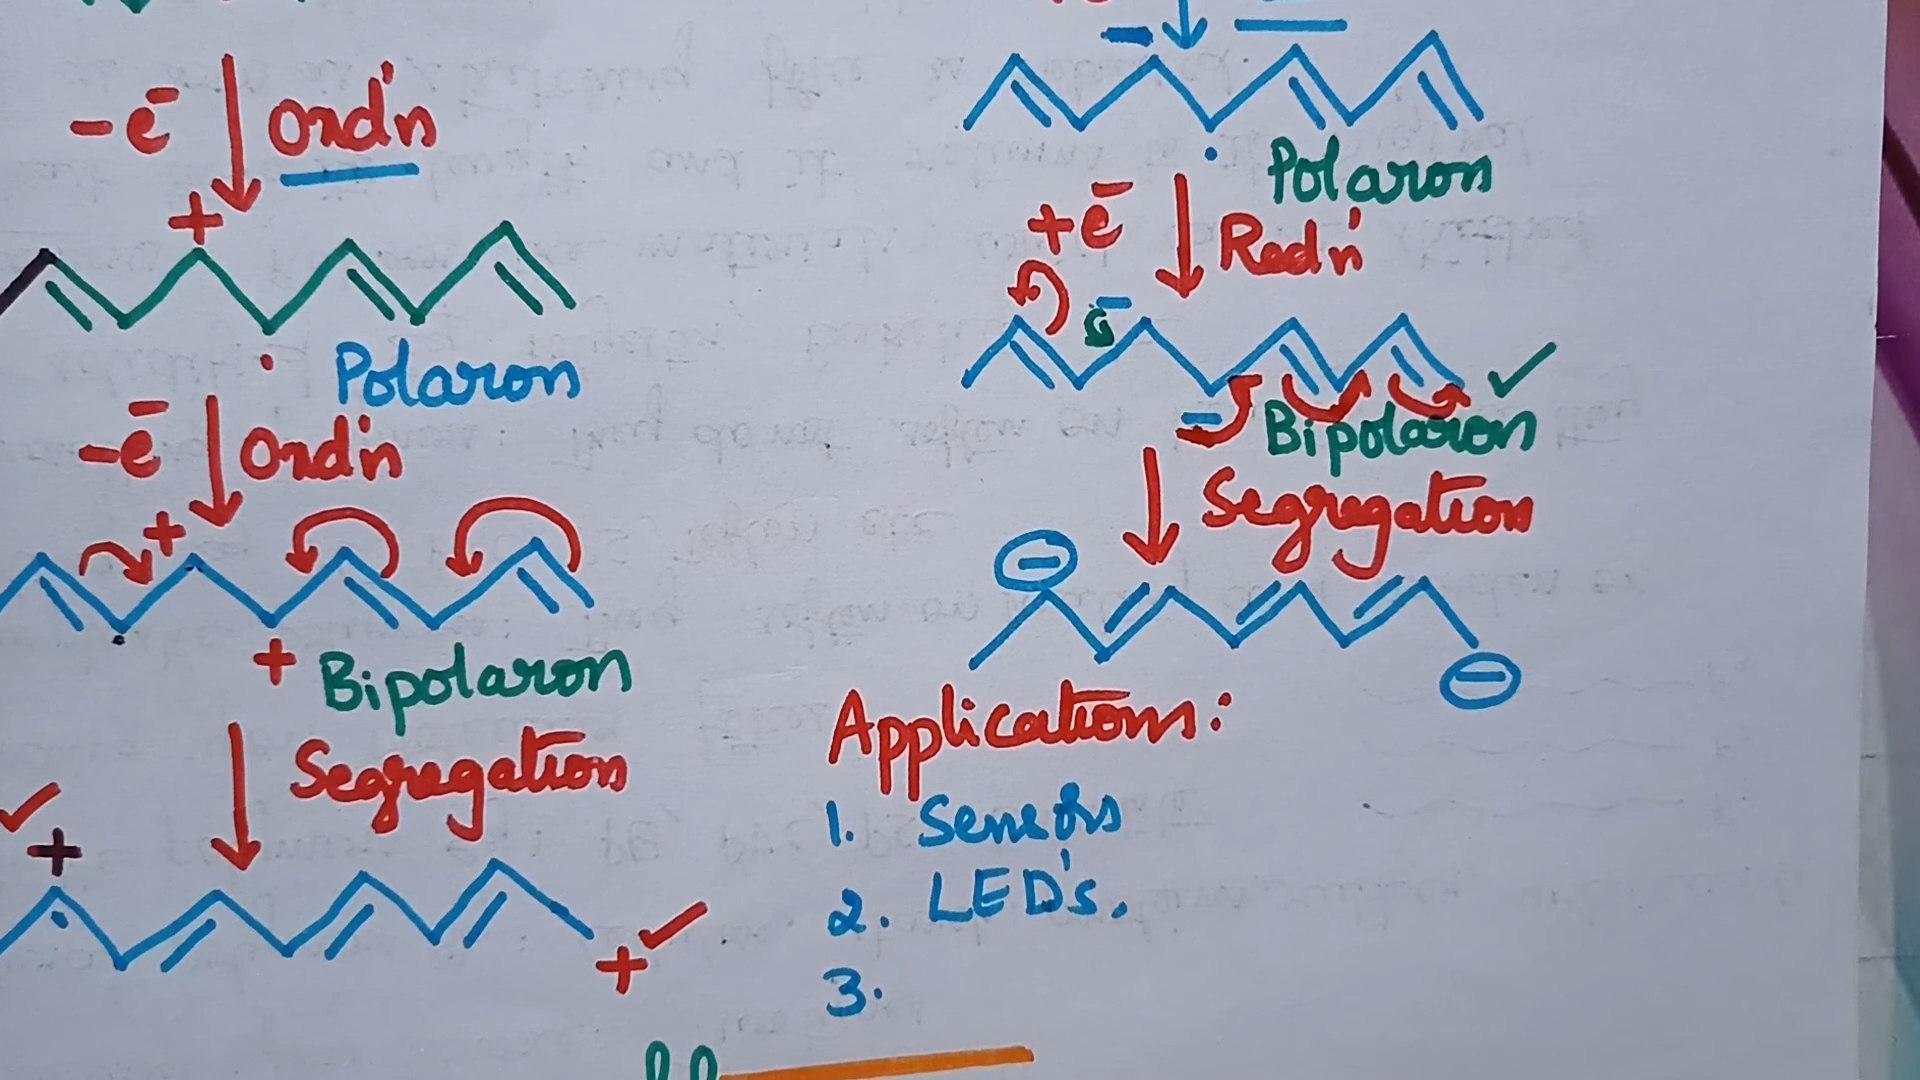 -e⁻ Oxd'n
+
Polaron
-e⁻ Oxd'n
+
+
Bipolaron
Segregation
+
+
-
Polaron
+e⁻ Red'n
-
-
Bipolaron
Segregation
-
-
Applications:
1. Sensors
2. LED's.
3.